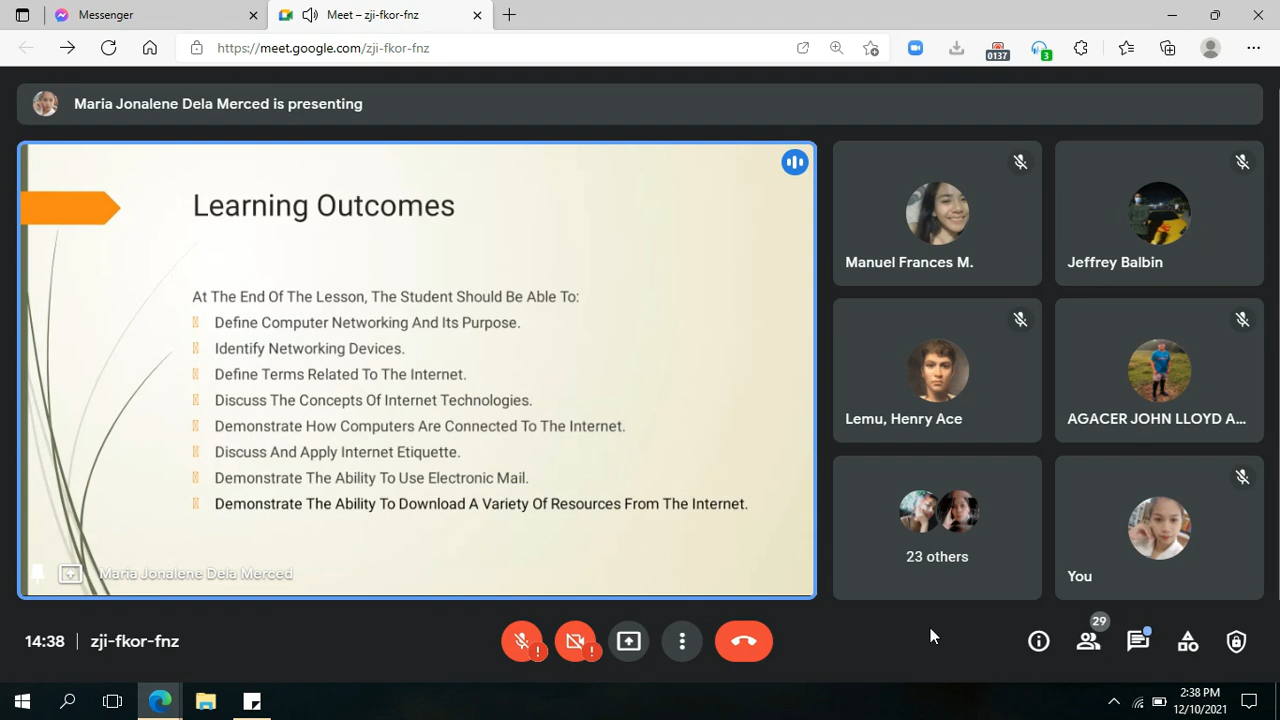 Messenger
Meet – zji-fkor-fnz
https://meet.google.com/zji-fkor-fnz
0137
3
Maria Jonalene Dela Merced is presenting
Learning Outcomes
At The End Of The Lesson, The Student Should Be Able To:
Define Computer Networking And Its Purpose.
Identify Networking Devices.
Define Terms Related To The Internet.
Discuss The Concepts Of Internet Technologies.
Demonstrate How Computers Are Connected To The Internet.
Discuss And Apply Internet Etiquette.
Demonstrate The Ability To Use Electronic Mail.
Demonstrate The Ability To Download A Variety Of Resources From The Internet.
Maria Jonalene Dela Merced
Manuel Frances M.
Jeffrey Balbin
Lemu, Henry Ace
AGACER JOHN LLOYD A...
23 others
You
14:38 | zji-fkor-fnz
29
2:38 PM
12/10/2021